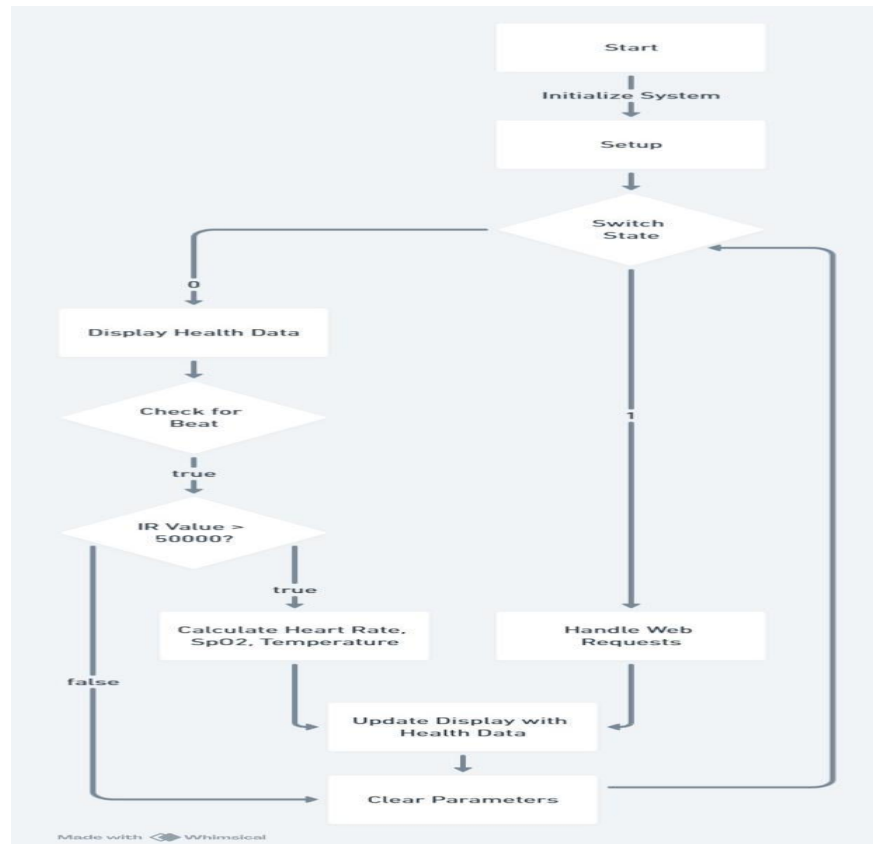 Start
Initialize System
Setup
Switch
State
0
Display Health Data
Check for
Beat
true
IR Value >
50000?
true
1
Calculate Heart Rate,
SpO2, Temperature
Handle Web
Requests
false
Update Display with
Health Data
Clear Parameters
Made with Whimsical